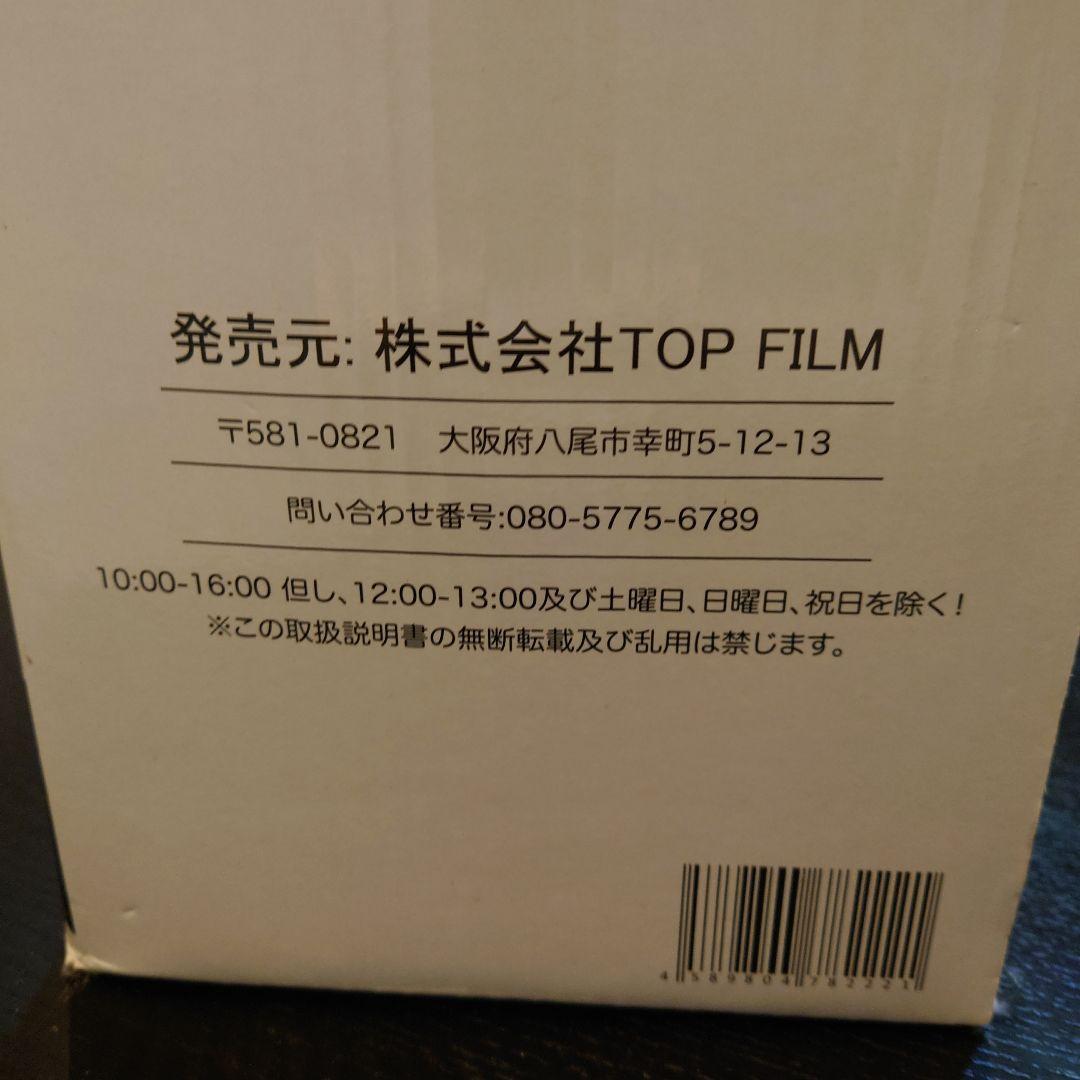 発売元: 株式会社TOP FILM
〒581-0821 大阪府八尾市幸町5-12-13
問い合わせ番号:080-5775-6789
10:00-16:00 但し、12:00-13:00及び土曜日、日曜日、祝日を除く!
※この取扱説明書の無断転載及び乱用は禁じます。
4589804782221